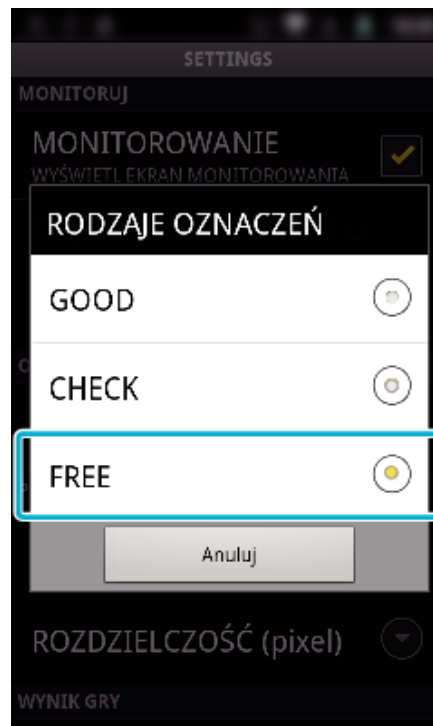 SETTINGS
MONITORUJ
MONITOROWANIE
WYŚWIETL EKRAN MONITOROWANIA
RODZAJE OZNACZEŃ
GOOD
CHECK
FREE
Anuluj
ROZDZIELCZOŚĆ (pixel)
WYNIK GRY